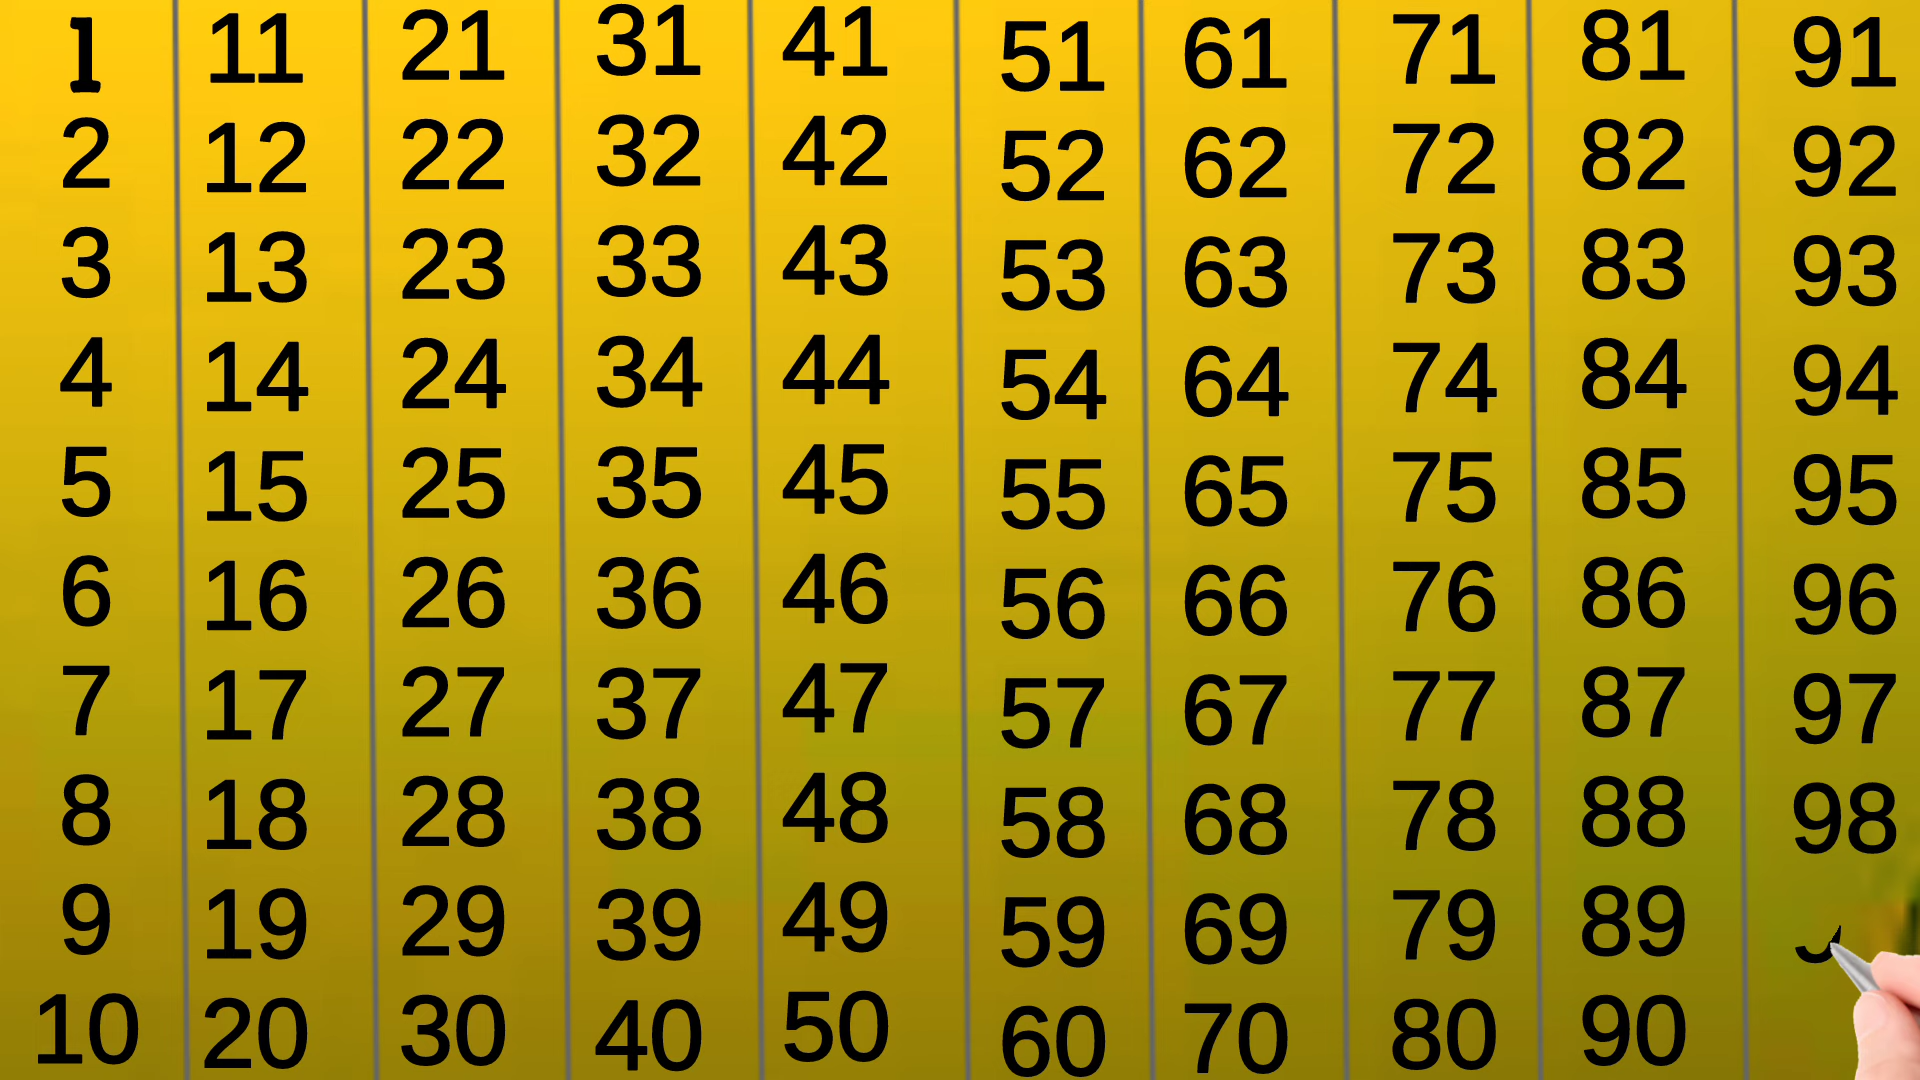 1 11 21 31 41 51 61 71 81 91
2 12 22 32 42 52 62 72 82 92
3 13 23 33 43 53 63 73 83 93
4 14 24 34 44 54 64 74 84 94
5 15 25 35 45 55 65 75 85 95
6 16 26 36 46 56 66 76 86 96
7 17 27 37 47 57 67 77 87 97
8 18 28 38 48 58 68 78 88 98
9 19 29 39 49 59 69 79 89
10 20 30 40 50 60 70 80 90